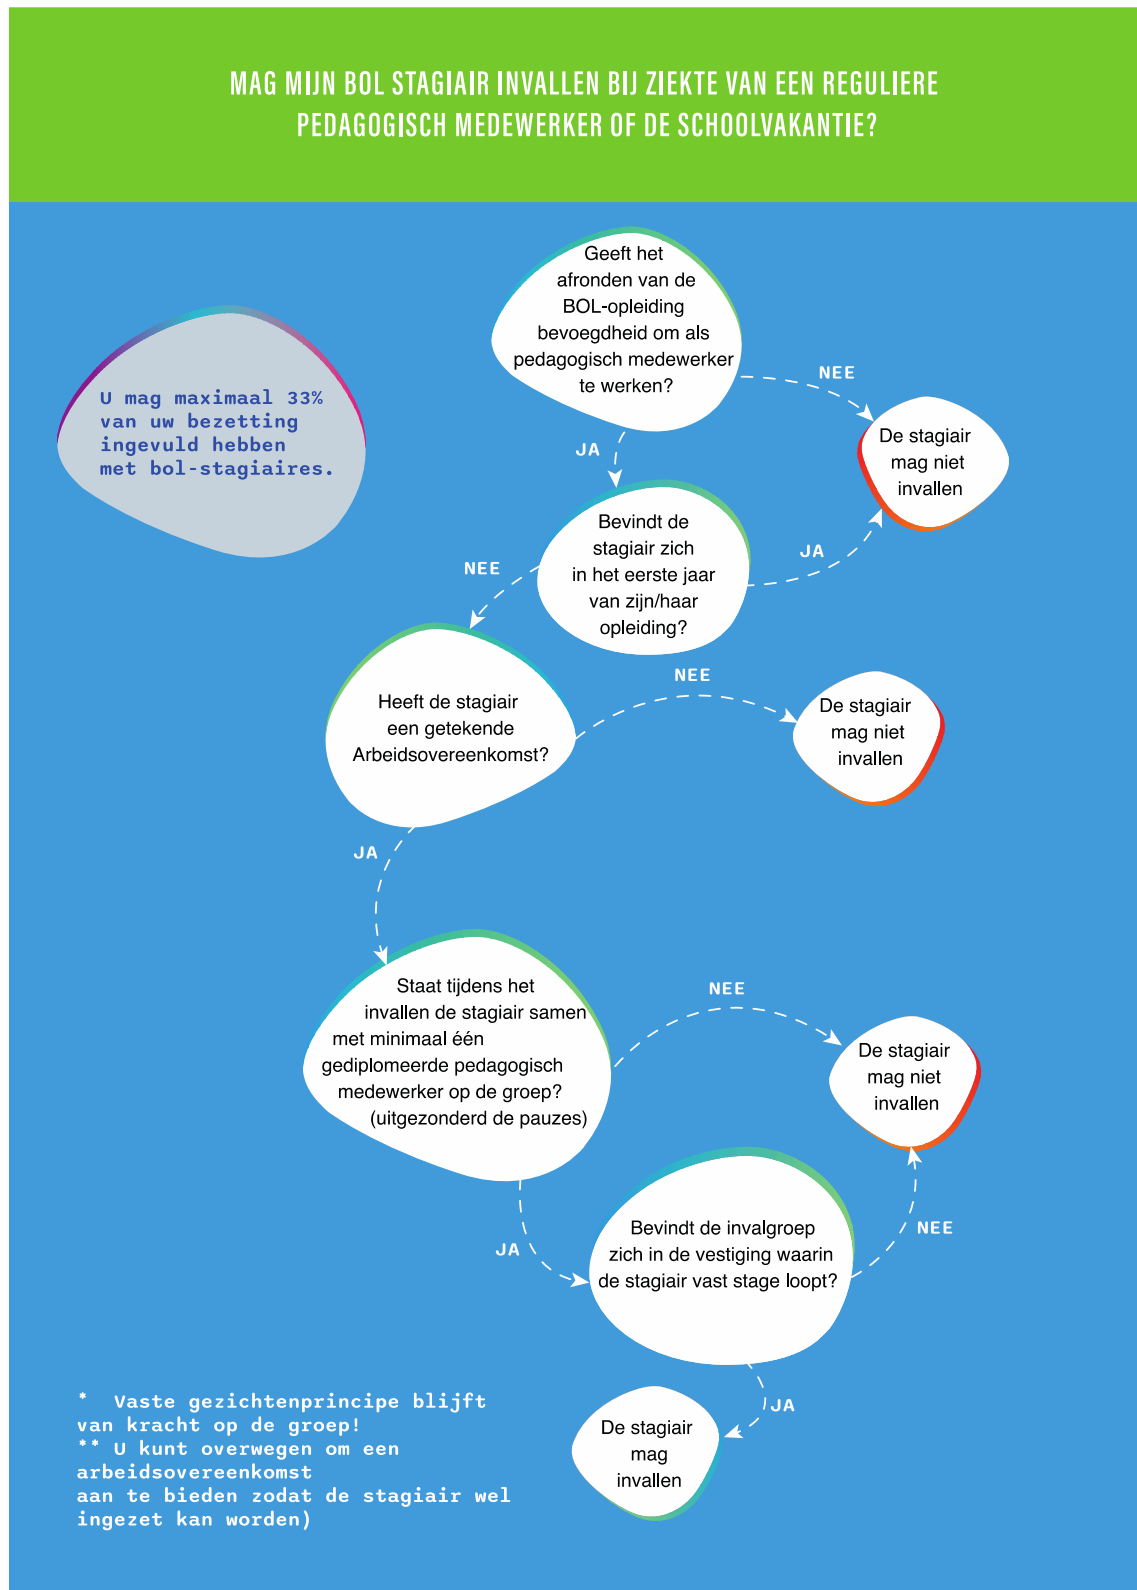 MAG MIJN BOL STAGIAIR INVALLEN BIJ ZIEKTE VAN EEN REGULIERE
PEDAGOGISCH MEDEWERKER OF DE SCHOOLVAKANTIE?
Geeft het
afronden van de
BOL-opleiding
bevoegdheid om als
pedagogisch medewerker
te werken?
U mag maximaal 33%
van uw bezetting
ingevuld hebben
met bol-stagiaires.
NEE
De stagiair
mag niet
invallen
JA
Bevindt de
stagiair zich
in het eerste jaar
van zijn/haar
opleiding?
JA
NEE
Heeft de stagiair
een getekende
Arbeidsovereenkomst?
NEE
De stagiair
mag niet
invallen
JA
Staat tijdens het
invallen de stagiair samen
met minimaal één
gediplomeerde pedagogisch
medewerker op de groep?
(uitgezonderd de pauzes)
NEE
De stagiair
mag niet
invallen
JA
Bevindt de invalgroep
zich in de vestiging waarin
de stagiair vast stage loopt?
NEE
JA
De stagiair
mag
invallen
* Vaste gezichtenprincipe blijft
van kracht op de groep!
** U kunt overwegen om een
arbeidsovereenkomst
aan te bieden zodat de stagiair wel
ingezet kan worden)